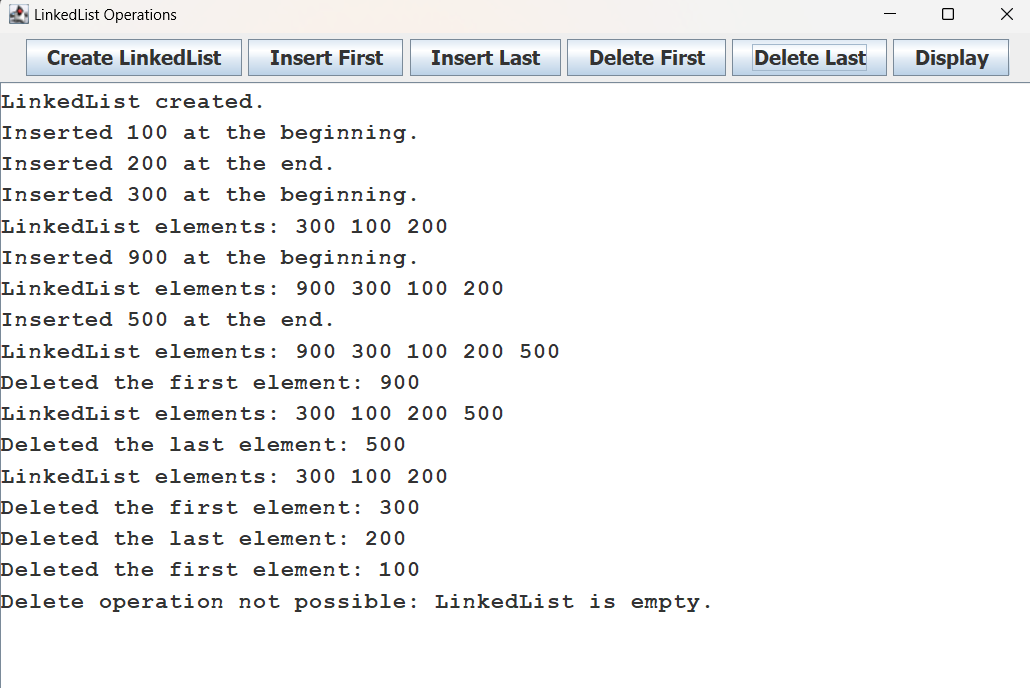 LinkedList Operations
Create LinkedList Insert First Insert Last Delete First Delete Last Display
LinkedList created.
Inserted 100 at the beginning.
Inserted 200 at the end.
Inserted 300 at the beginning.
LinkedList elements: 300 100 200
Inserted 900 at the beginning.
LinkedList elements: 900 300 100 200
Inserted 500 at the end.
LinkedList elements: 900 300 100 200 500
Deleted the first element: 900
LinkedList elements: 300 100 200 500
Deleted the last element: 500
LinkedList elements: 300 100 200
Deleted the first element: 300
Deleted the last element: 200
Deleted the first element: 100
Delete operation not possible: LinkedList is empty.